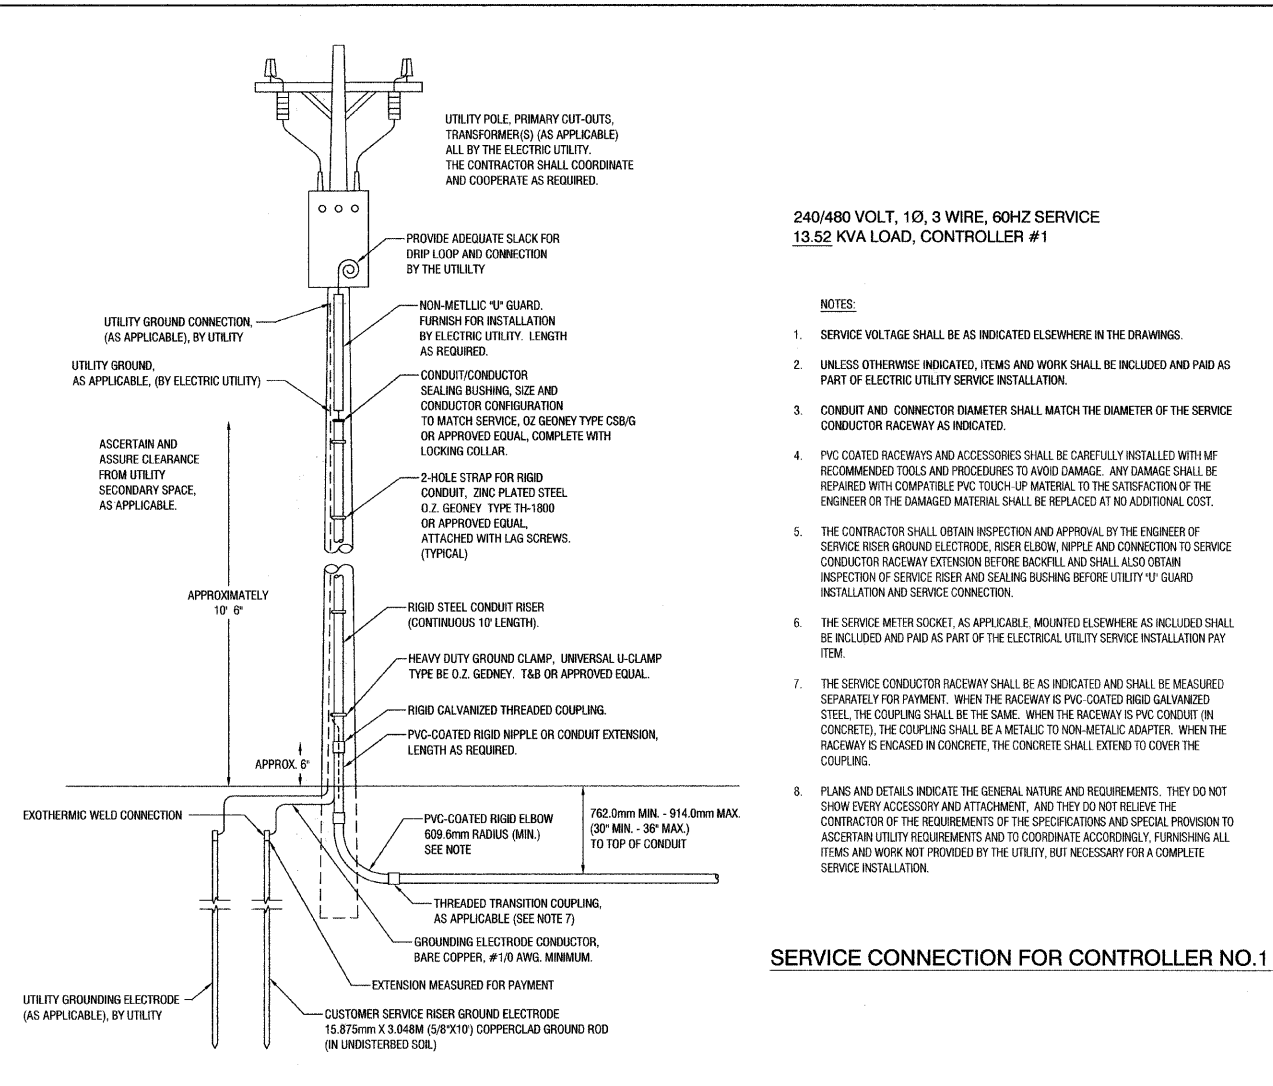 UTILITY POLE, PRIMARY CUT-OUTS,
TRANSFORMER(S) (AS APPLICABLE)
ALL BY THE ELECTRIC UTILITY.
THE CONTRACTOR SHALL COORDINATE
AND COOPERATE AS REQUIRED.
PROVIDE ADEQUATE SLACK FOR
DRIP LOOP AND CONNECTION
BY THE UTILILTY
UTILITY GROUND CONNECTION,
(AS APPLICABLE), BY UTILITY
NON-METLLIC "U" GUARD.
FURNISH FOR INSTALLATION
BY ELECTRIC UTILITY. LENGTH
AS REQUIRED.
UTILITY GROUND,
AS APPLICABLE, (BY ELECTRIC UTILITY)
CONDUIT/CONDUCTOR
SEALING BUSHING, SIZE AND
CONDUCTOR CONFIGURATION
TO MATCH SERVICE, OZ GEONEY TYPE CSB/G
OR APPROVED EQUAL, COMPLETE WITH
LOCKING COLLAR.
ASCERTAIN AND
ASSURE CLEARANCE
FROM UTILITY
SECONDARY SPACE,
AS APPLICABLE.
2-HOLE STRAP FOR RIGID
CONDUIT, ZINC PLATED STEEL
O.Z. GEONEY TYPE TH-1800
OR APPROVED EQUAL,
ATTACHED WITH LAG SCREWS.
(TYPICAL)
APPROXIMATELY
10' 6"
RIGID STEEL CONDUIT RISER
(CONTINUOUS 10' LENGTH).
HEAVY DUTY GROUND CLAMP, UNIVERSAL U-CLAMP
TYPE BE O.Z. GEDNEY. T&B OR APPROVED EQUAL.
RIGID GALVANIZED THREADED COUPLING.
PVC-COATED RIGID NIPPLE OR CONDUIT EXTENSION,
LENGTH AS REQUIRED.
APPROX. 6"
EXOTHERMIC WELD CONNECTION
PVC-COATED RIGID ELBOW
609.6mm RADIUS (MIN.)
SEE NOTE
762.0mm MIN. - 914.0mm MAX.
(30" MIN. - 36" MAX.)
TO TOP OF CONDUIT
THREADED TRANSITION COUPLING,
AS APPLICABLE (SEE NOTE 7)
GROUNDING ELECTRODE CONDUCTOR,
BARE COPPER, #1/0 AWG. MINIMUM.
EXTENSION MEASURED FOR PAYMENT
UTILITY GROUNDING ELECTRODE
(AS APPLICABLE), BY UTILITY
CUSTOMER SERVICE RISER GROUND ELECTRODE
15.875mm X 3.048M (5/8"X10') COPPERCLAD GROUND ROD
(IN UNDISTERBED SOIL)
240/480 VOLT, 1Ø, 3 WIRE, 60HZ SERVICE
13.52 KVA LOAD, CONTROLLER #1
NOTES:
1. SERVICE VOLTAGE SHALL BE AS INDICATED ELSEWHERE IN THE DRAWINGS.
2. UNLESS OTHERWISE INDICATED, ITEMS AND WORK SHALL BE INCLUDED AND PAID AS
PART OF ELECTRIC UTILITY SERVICE INSTALLATION.
3. CONDUIT AND CONNECTOR DIAMETER SHALL MATCH THE DIAMETER OF THE SERVICE
CONDUCTOR RACEWAY AS INDICATED.
4. PVC COATED RACEWAYS AND ACCESSORIES SHALL BE CAREFULLY INSTALLED WITH MF
RECOMMENDED TOOLS AND PROCEDURES TO AVOID DAMAGE. ANY DAMAGE SHALL BE
REPAIRED WITH COMPATIBLE PVC TOUCH-UP MATERIAL TO THE SATISFACTION OF THE
ENGINEER OR THE DAMAGED MATERIAL SHALL BE REPLACED AT NO ADDITIONAL COST.
5. THE CONTRACTOR SHALL OBTAIN INSPECTION AND APPROVAL BY THE ENGINEER OF
SERVICE RISER GROUND ELECTRODE, RISER ELBOW, NIPPLE AND CONNECTION TO SERVICE
CONDUCTOR RACEWAY EXTENSION BEFORE BACKFILL AND SHALL ALSO OBTAIN
INSPECTION OF SERVICE RISER AND SEALING BUSHING BEFORE UTILITY "U" GUARD
INSTALLATION AND SERVICE CONNECTION.
6. THE SERVICE METER SOCKET, AS APPLICABLE, MOUNTED ELSEWHERE AS INCLUDED SHALL
BE INCLUDED AND PAID AS PART OF THE ELECTRICAL UTILITY SERVICE INSTALLATION PAY
ITEM.
7. THE SERVICE CONDUCTOR RACEWAY SHALL BE AS INDICATED AND SHALL BE MEASURED
SEPARATELY FOR PAYMENT. WHEN THE RACEWAY IS PVC-COATED RIGID GALVANIZED
STEEL, THE COUPLING SHALL BE THE SAME. WHEN THE RACEWAY IS PVC CONDUIT (IN
CONCRETE), THE COUPLING SHALL BE A METALIC TO NON-METALIC ADAPTER. WHEN THE
RACEWAY IS ENCASED IN CONCRETE, THE CONCRETE SHALL EXTEND TO COVER THE
COUPLING.
8. PLANS AND DETAILS INDICATE THE GENERAL NATURE AND REQUIREMENTS. THEY DO NOT
SHOW EVERY ACCESSORY AND ATTACHMENT, AND THEY DO NOT RELIEVE THE
CONTRACTOR OF THE REQUIREMENTS OF THE SPECIFICATIONS AND SPECIAL PROVISION TO
ASCERTAIN UTILITY REQUIREMENTS AND TO COORDINATE ACCORDINGLY, FURNISHING ALL
ITEMS AND WORK NOT PROVIDED BY THE UTILITY, BUT NECESSARY FOR A COMPLETE
SERVICE INSTALLATION.
SERVICE CONNECTION FOR CONTROLLER NO.1